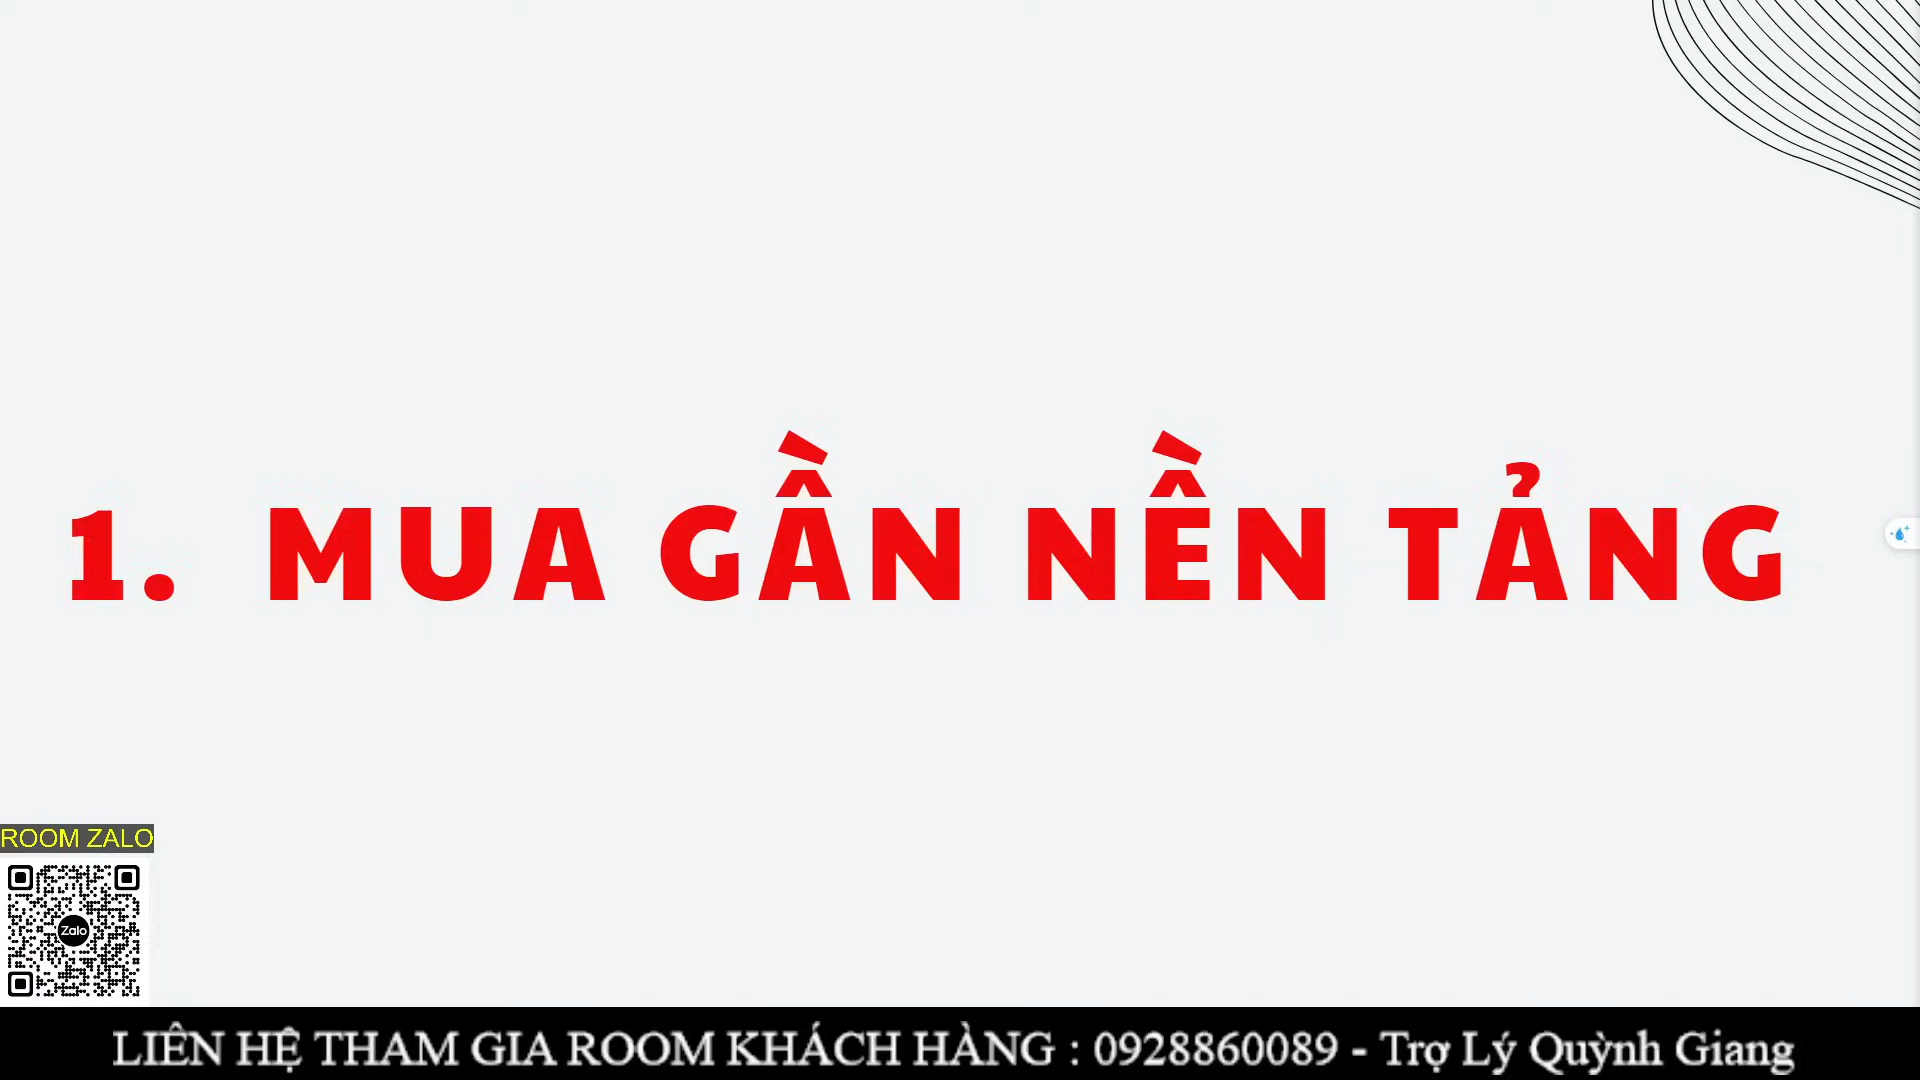 1. MUA GẦN NỀN TẢNG
ROOM ZALO
Zalo
LIÊN HỆ THAM GIA ROOM KHÁCH HÀNG : 0928860089 - Trợ Lý Quỳnh Giang